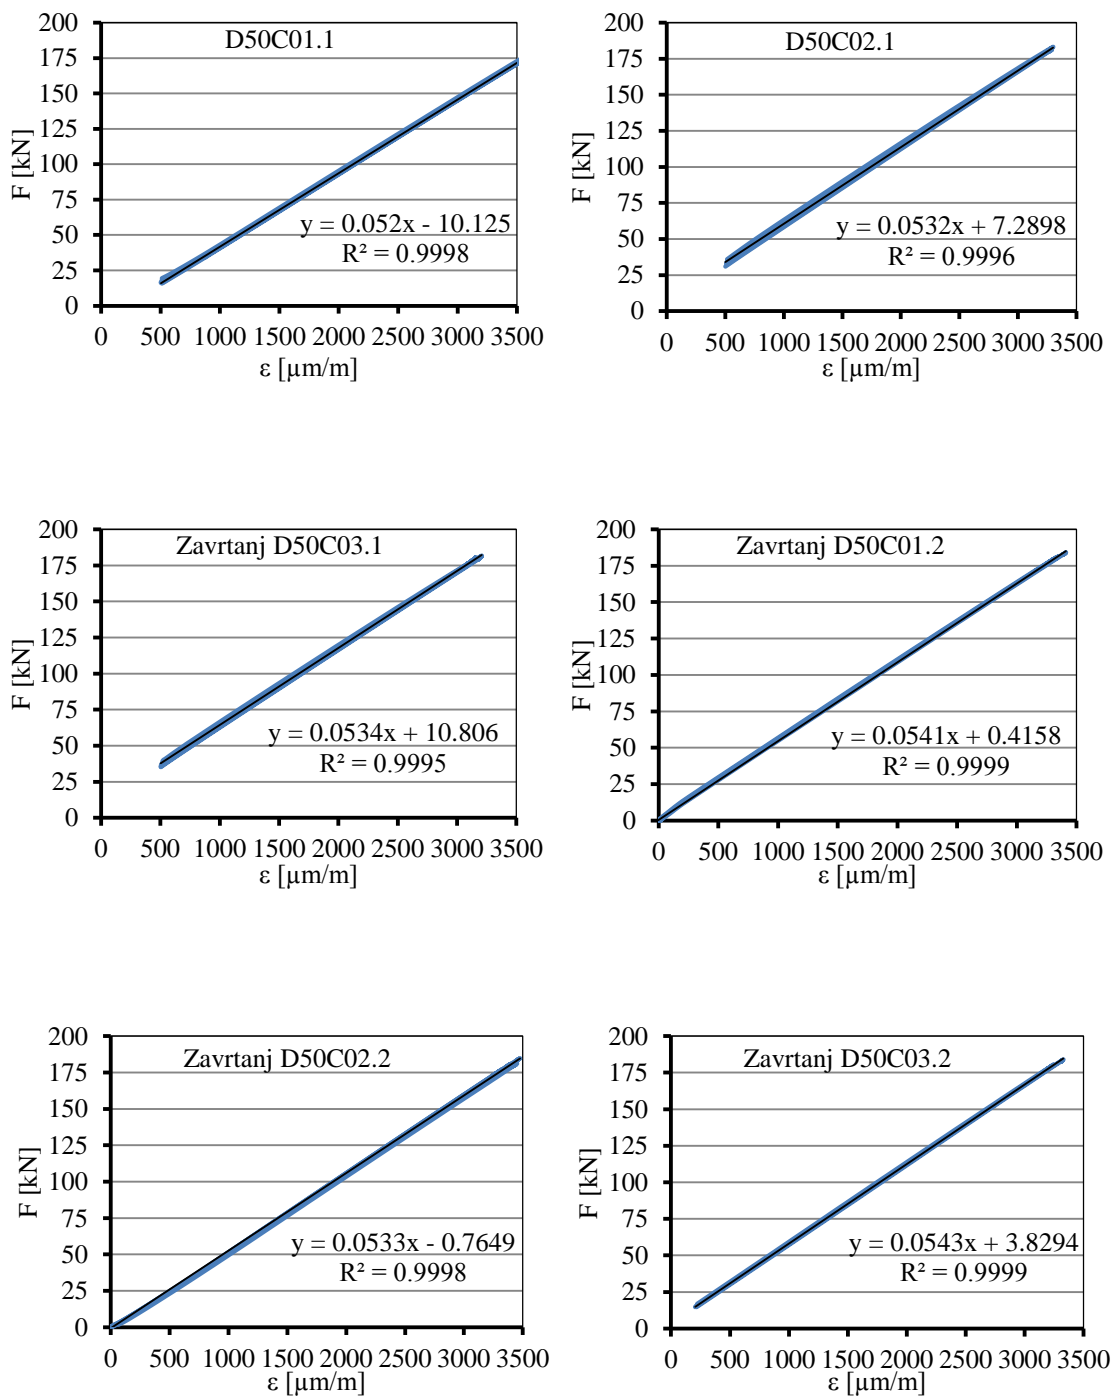 D50C01.1
F [kN]
200
175
150
125
100
75
50
25
0
y = 0.052x - 10.125
R² = 0.9998
0 500 1000 1500 2000 2500 3000 3500
ε [µm/m]
D50C02.1
F [kN]
200
175
150
125
100
75
50
25
0
y = 0.0532x + 7.2898
R² = 0.9996
0 500 1000 1500 2000 2500 3000 3500
ε [µm/m]
Zavrtanj D50C03.1
F [kN]
200
175
150
125
100
75
50
25
0
y = 0.0534x + 10.806
R² = 0.9995
0 500 1000 1500 2000 2500 3000 3500
ε [µm/m]
Zavrtanj D50C01.2
F [kN]
200
175
150
125
100
75
50
25
0
y = 0.0541x + 0.4158
R² = 0.9999
0 500 1000 1500 2000 2500 3000 3500
ε [µm/m]
Zavrtanj D50C02.2
F [kN]
200
175
150
125
100
75
50
25
0
y = 0.0533x - 0.7649
R² = 0.9998
0 500 1000 1500 2000 2500 3000 3500
ε [µm/m]
Zavrtanj D50C03.2
F [kN]
200
175
150
125
100
75
50
25
0
y = 0.0543x + 3.8294
R² = 0.9999
0 500 1000 1500 2000 2500 3000 3500
ε [µm/m]